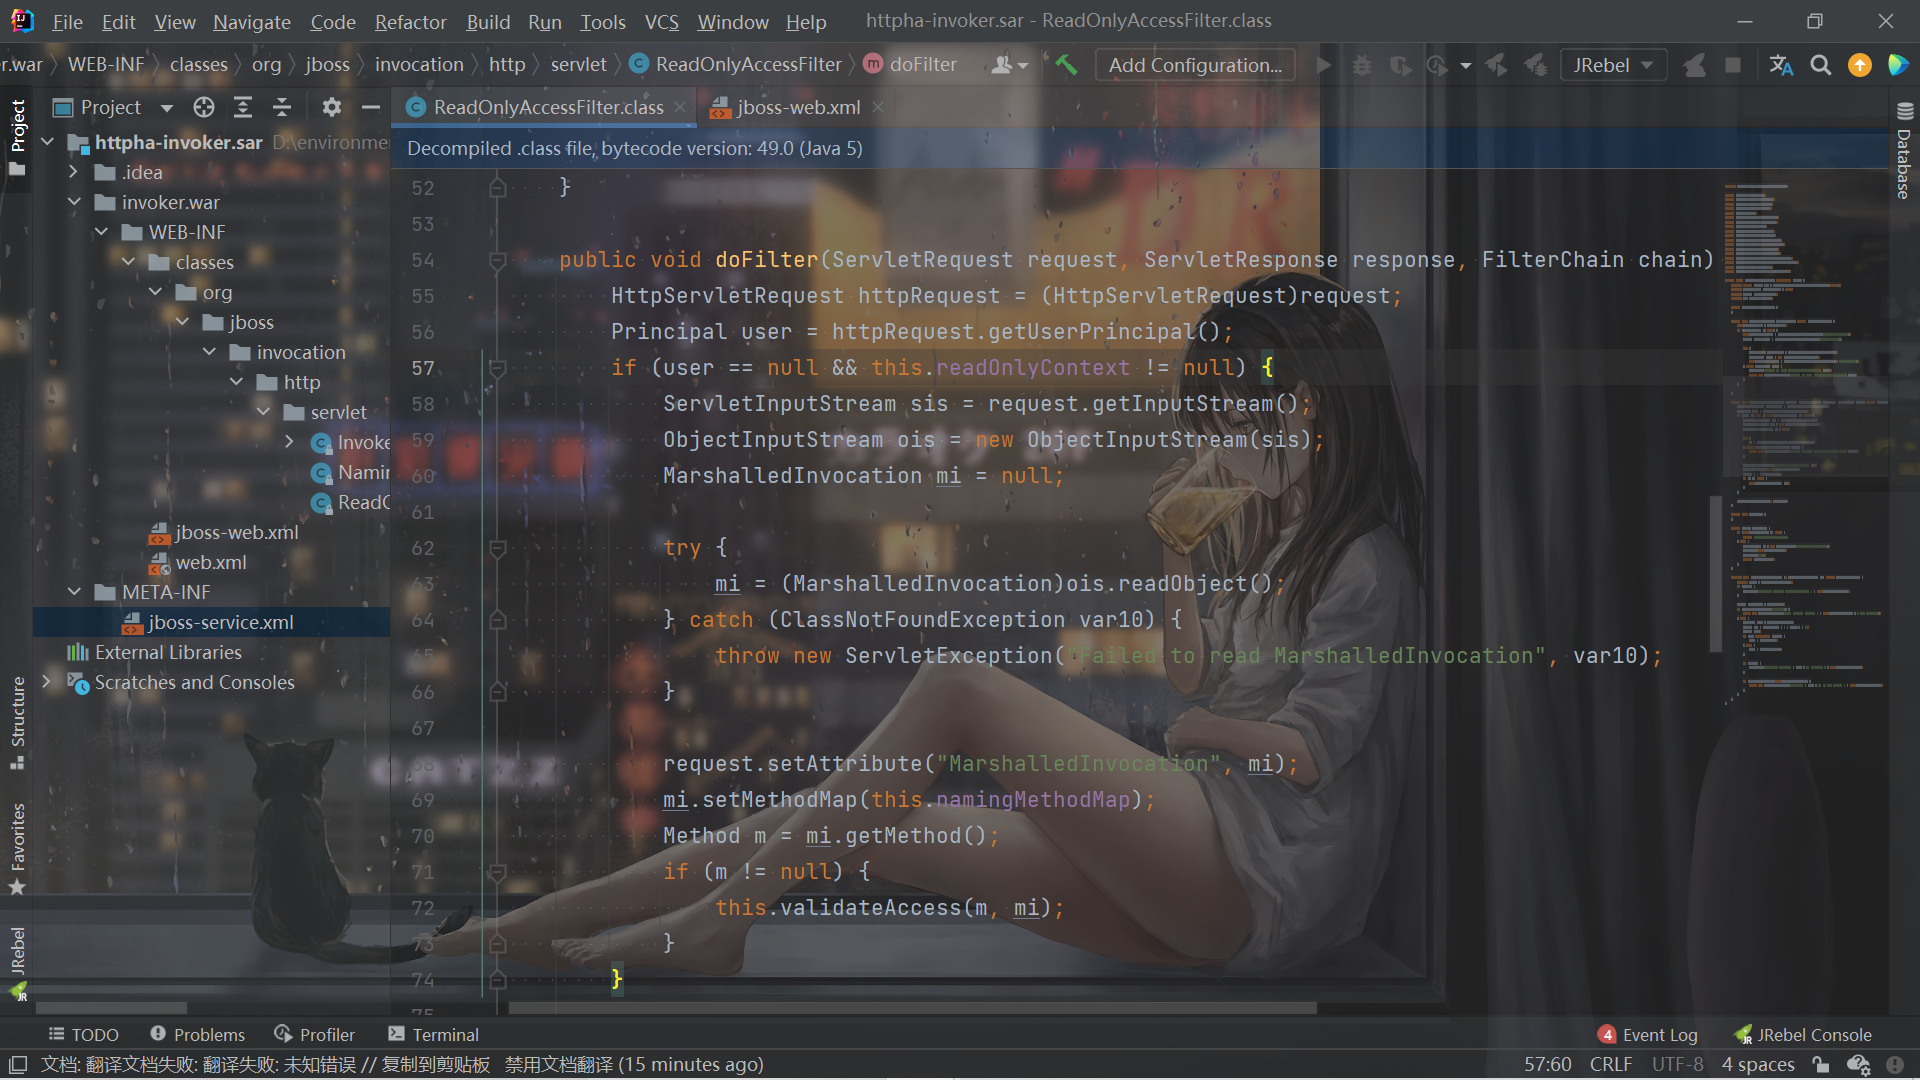 File Edit View Navigate Code Refactor Build Run Tools VCS Window Help httpha-invoker.sar - ReadOnlyAccessFilter.class
r.war WEB-INF classes org jboss invocation http servlet ReadOnlyAccessFilter doFilter Add Configuration... JRebel
Project
ReadOnlyAccessFilter.class jboss-web.xml
Decompiled .class file, bytecode version: 49.0 (Java 5)
Project
httpha-invoker.sar D:\environme
.idea
invoker.war
WEB-INF
classes
org
jboss
invocation
http
servlet
Invoke
Namin
ReadO
jboss-web.xml
web.xml
META-INF
jboss-service.xml
External Libraries
Scratches and Consoles
Structure
Favorites
JRebel
Database
52 }
53
54 public void doFilter(ServletRequest request, ServletResponse response, FilterChain chain)
55 HttpServletRequest httpRequest = (HttpServletRequest)request;
56 Principal user = httpRequest.getUserPrincipal();
57 if (user == null && this.readOnlyContext != null) {
58 ServletInputStream sis = request.getInputStream();
59 ObjectInputStream ois = new ObjectInputStream(sis);
60 MarshalledInvocation mi = null;
61
62 try {
63 mi = (MarshalledInvocation)ois.readObject();
64 } catch (ClassNotFoundException var10) {
65 throw new ServletException("Failed to read MarshalledInvocation", var10);
66 }
67
68 request.setAttribute("MarshalledInvocation", mi);
69 mi.setMethodMap(this.namingMethodMap);
70 Method m = mi.getMethod();
71 if (m != null) {
72 this.validateAccess(m, mi);
73 }
74 }
75
TODO Problems Profiler Terminal 4 Event Log JRebel Console
文档: 翻译文档失败: 翻译失败: 未知错误 // 复制到剪贴板 禁用文档翻译 (15 minutes ago) 57:60 CRLF UTF-8 4 spaces